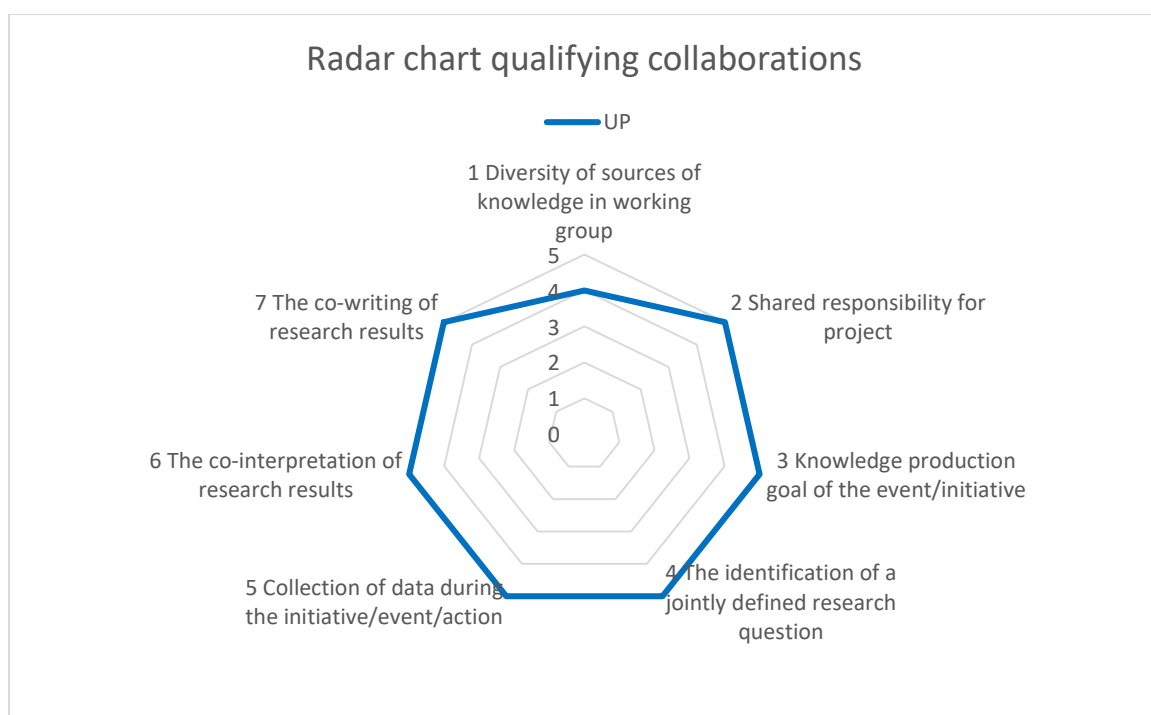 Radar chart qualifying collaborations
UP
1 Diversity of sources of
knowledge in working
group
5
4
3
2
1
0
2 Shared responsibility for
project
3 Knowledge production
goal of the event/initiative
4 The identification of a
jointly defined research
question
5 Collection of data during
the initiative/event/action
6 The co-interpretation of
research results
7 The co-writing of
research results